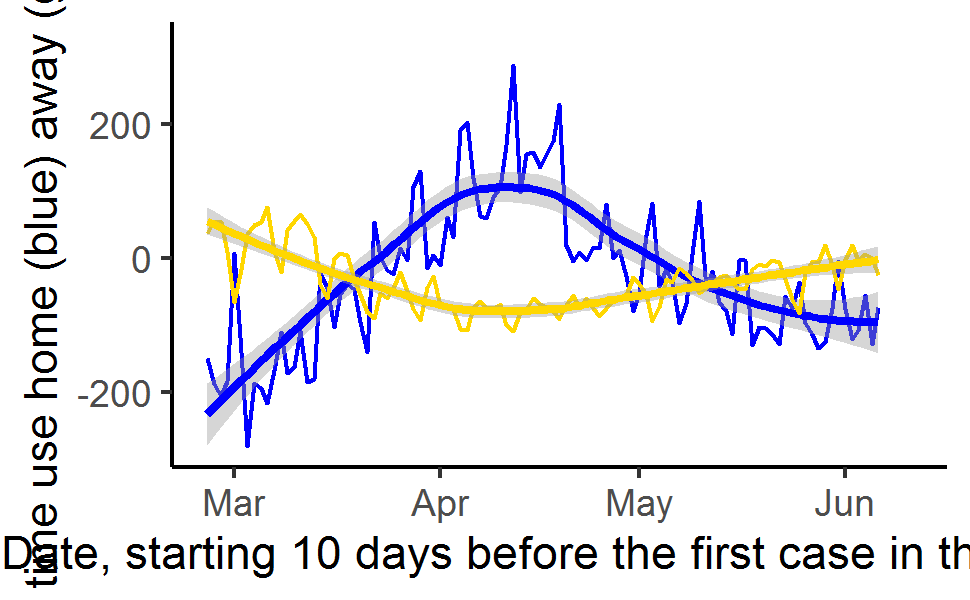 time use home (blue) away (
200
0
-200
Mar Apr May Jun
Date, starting 10 days before the first case in th